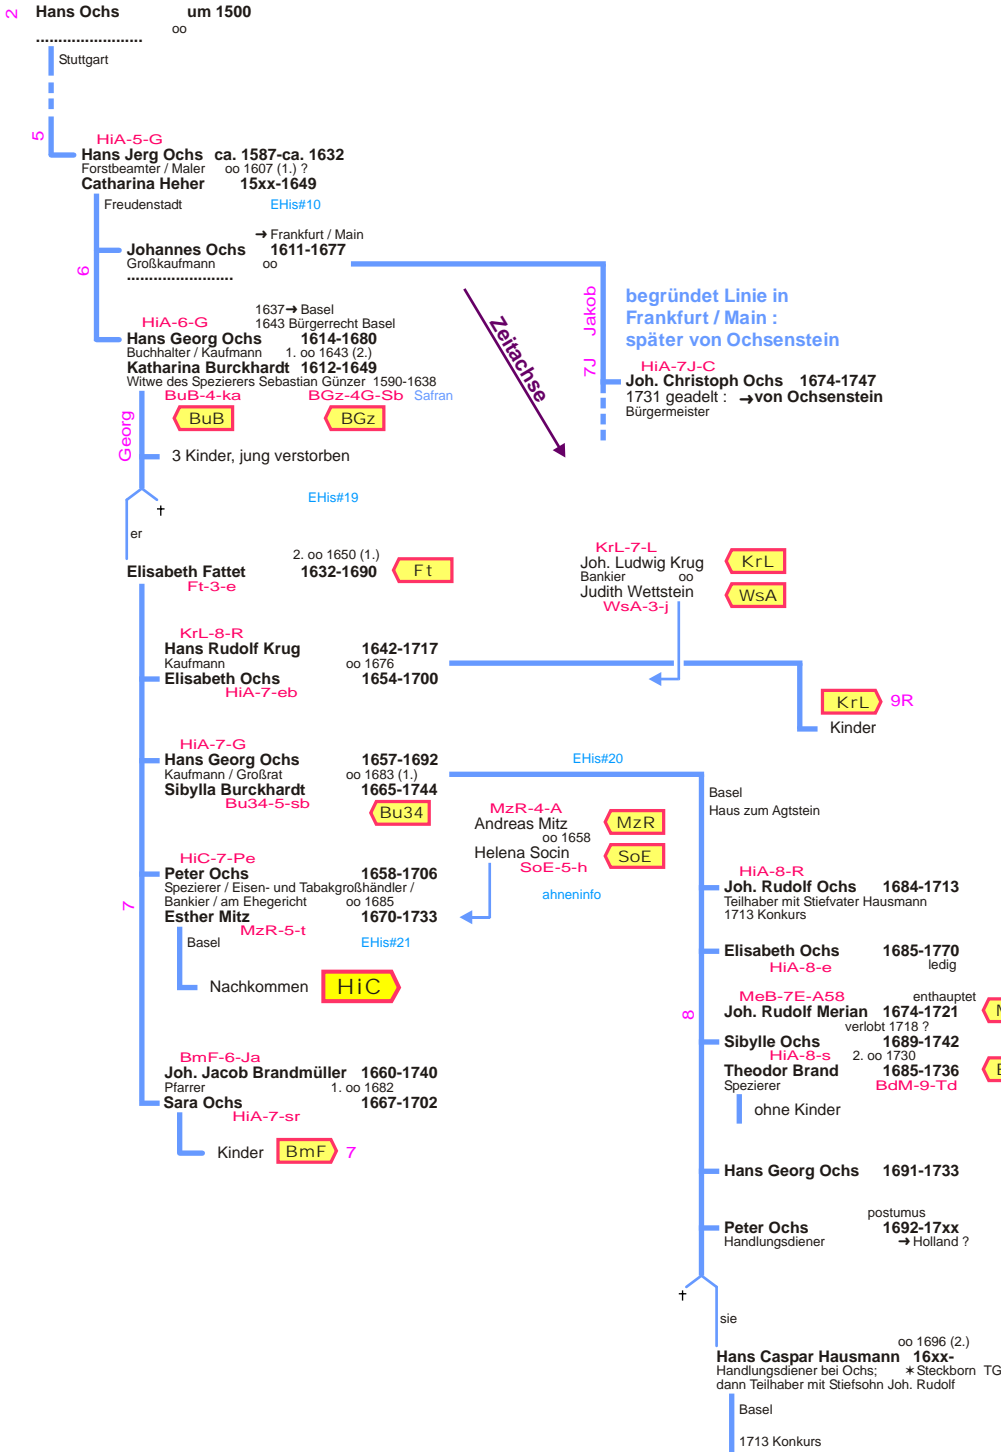 2
Hans Ochs um 1500
oo
........................
Stuttgart
5
HiA-5-G
Hans Jerg Ochs ca. 1587-ca. 1632
Forstbeamter / Maler oo 1607 (1.) ?
Catharina Heher 15xx-1649
Freudenstadt EHis#10
6
→ Frankfurt / Main
Johannes Ochs 1611-1677
Großkaufmann oo
........................
Zeitachse
7J Jakob
begründet Linie in
Frankfurt / Main :
später von Ochsenstein
HiA-7J-C
Joh. Christoph Ochs 1674-1747
1731 geadelt : → von Ochsenstein
Bürgermeister
1637 → Basel
HiA-6-G 1643 Bürgerrecht Basel
Hans Georg Ochs 1614-1680
Buchhalter / Kaufmann 1. oo 1643 (2.)
Katharina Burckhardt 1612-1649
Witwe des Spezierers Sebastian Günzer 1590-1638
BuB-4-ka BGz-4G-Sb Safran
BuB BGz
Georg
3 Kinder, jung verstorben
†
EHis#19
er
2. oo 1650 (1.)
Elisabeth Fattet 1632-1690 Ft
Ft-3-e
KrL-7-L
Joh. Ludwig Krug KrL
Bankier oo
Judith Wettstein WsA
WsA-3-j
KrL-8-R
Hans Rudolf Krug 1642-1717
Kaufmann oo 1676
Elisabeth Ochs 1654-1700
HiA-7-eb
KrL 9R
Kinder
HiA-7-G
Hans Georg Ochs 1657-1692
Kaufmann / Großrat oo 1683 (1.)
Sibylla Burckhardt 1665-1744
Bu34-5-sb
Bu34
EHis#20
Basel
Haus zum Agtstein
MzR-4-A
Andreas Mitz MzR
oo 1658
Helena Socin SoE
SoE-5-h
ahneninfo
7
HiC-7-Pe
Peter Ochs 1658-1706
Spezierer / Eisen- und Tabakgroßhändler /
Bankier / am Ehegericht oo 1685
Esther Mitz 1670-1733
MzR-5-t
Basel EHis#21
Nachkommen HiC
BmF-6-Ja
Joh. Jacob Brandmüller 1660-1740
Pfarrer 1. oo 1682
Sara Ochs 1667-1702
HiA-7-sr
Kinder BmF 7
8
HiA-8-R
Joh. Rudolf Ochs 1684-1713
Teilhaber mit Stiefvater Hausmann
1713 Konkurs
Elisabeth Ochs 1685-1770
HiA-8-e ledig
MeB-7E-A58 enthauptet
Joh. Rudolf Merian 1674-1721
verlobt 1718 ?
Sibylle Ochs 1689-1742
HiA-8-s 2. oo 1730
Theodor Brand 1685-1736
Spezierer BdM-9-Td
ohne Kinder
Hans Georg Ochs 1691-1733
postumus
Peter Ochs 1692-17xx
Handlungsdiener → Holland ?
†
sie
oo 1696 (2.)
Hans Caspar Hausmann 16xx-
Handlungsdiener bei Ochs; ∗ Steckborn TG
dann Teilhaber mit Stiefsohn Joh. Rudolf
Basel
1713 Konkurs